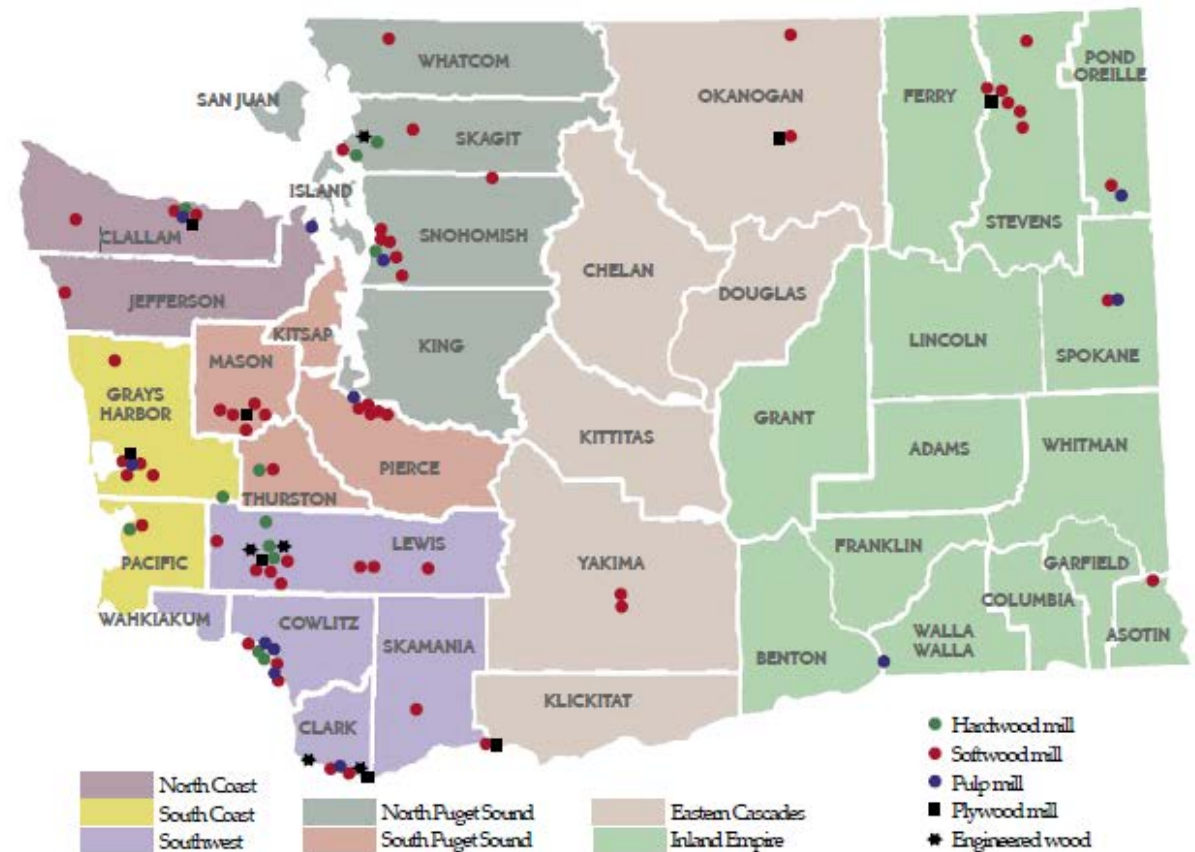 WHATCOM
SAN JUAN
SKAGIT
ISLAND
SNOHOMISH
CLALLAM
JEFFERSON
KITSAP
KING
MASON
GRAYS
HARBOR
PIERCE
THURSTON
PACIFIC
LEWIS
WAHKIAKUM
COWLITZ
SKAMANIA
CLARK
OKANOGAN
CHELAN
DOUGLAS
KITTITAS
YAKIMA
KLICKITAT
FERRY
STEVENS
POND
OREILLE
LINCOLN
SPOKANE
GRANT
ADAMS
WHITMAN
FRANKLIN
BENTON
WALLA
WALLA
COLUMBIA
GARFIELD
ASOTIN
North Coast
South Coast
Southwest
North Puget Sound
South Puget Sound
Eastern Cascades
Inland Empire
Hardwood mill
Softwood mill
Pulp mill
Plywood mill
Engineered wood